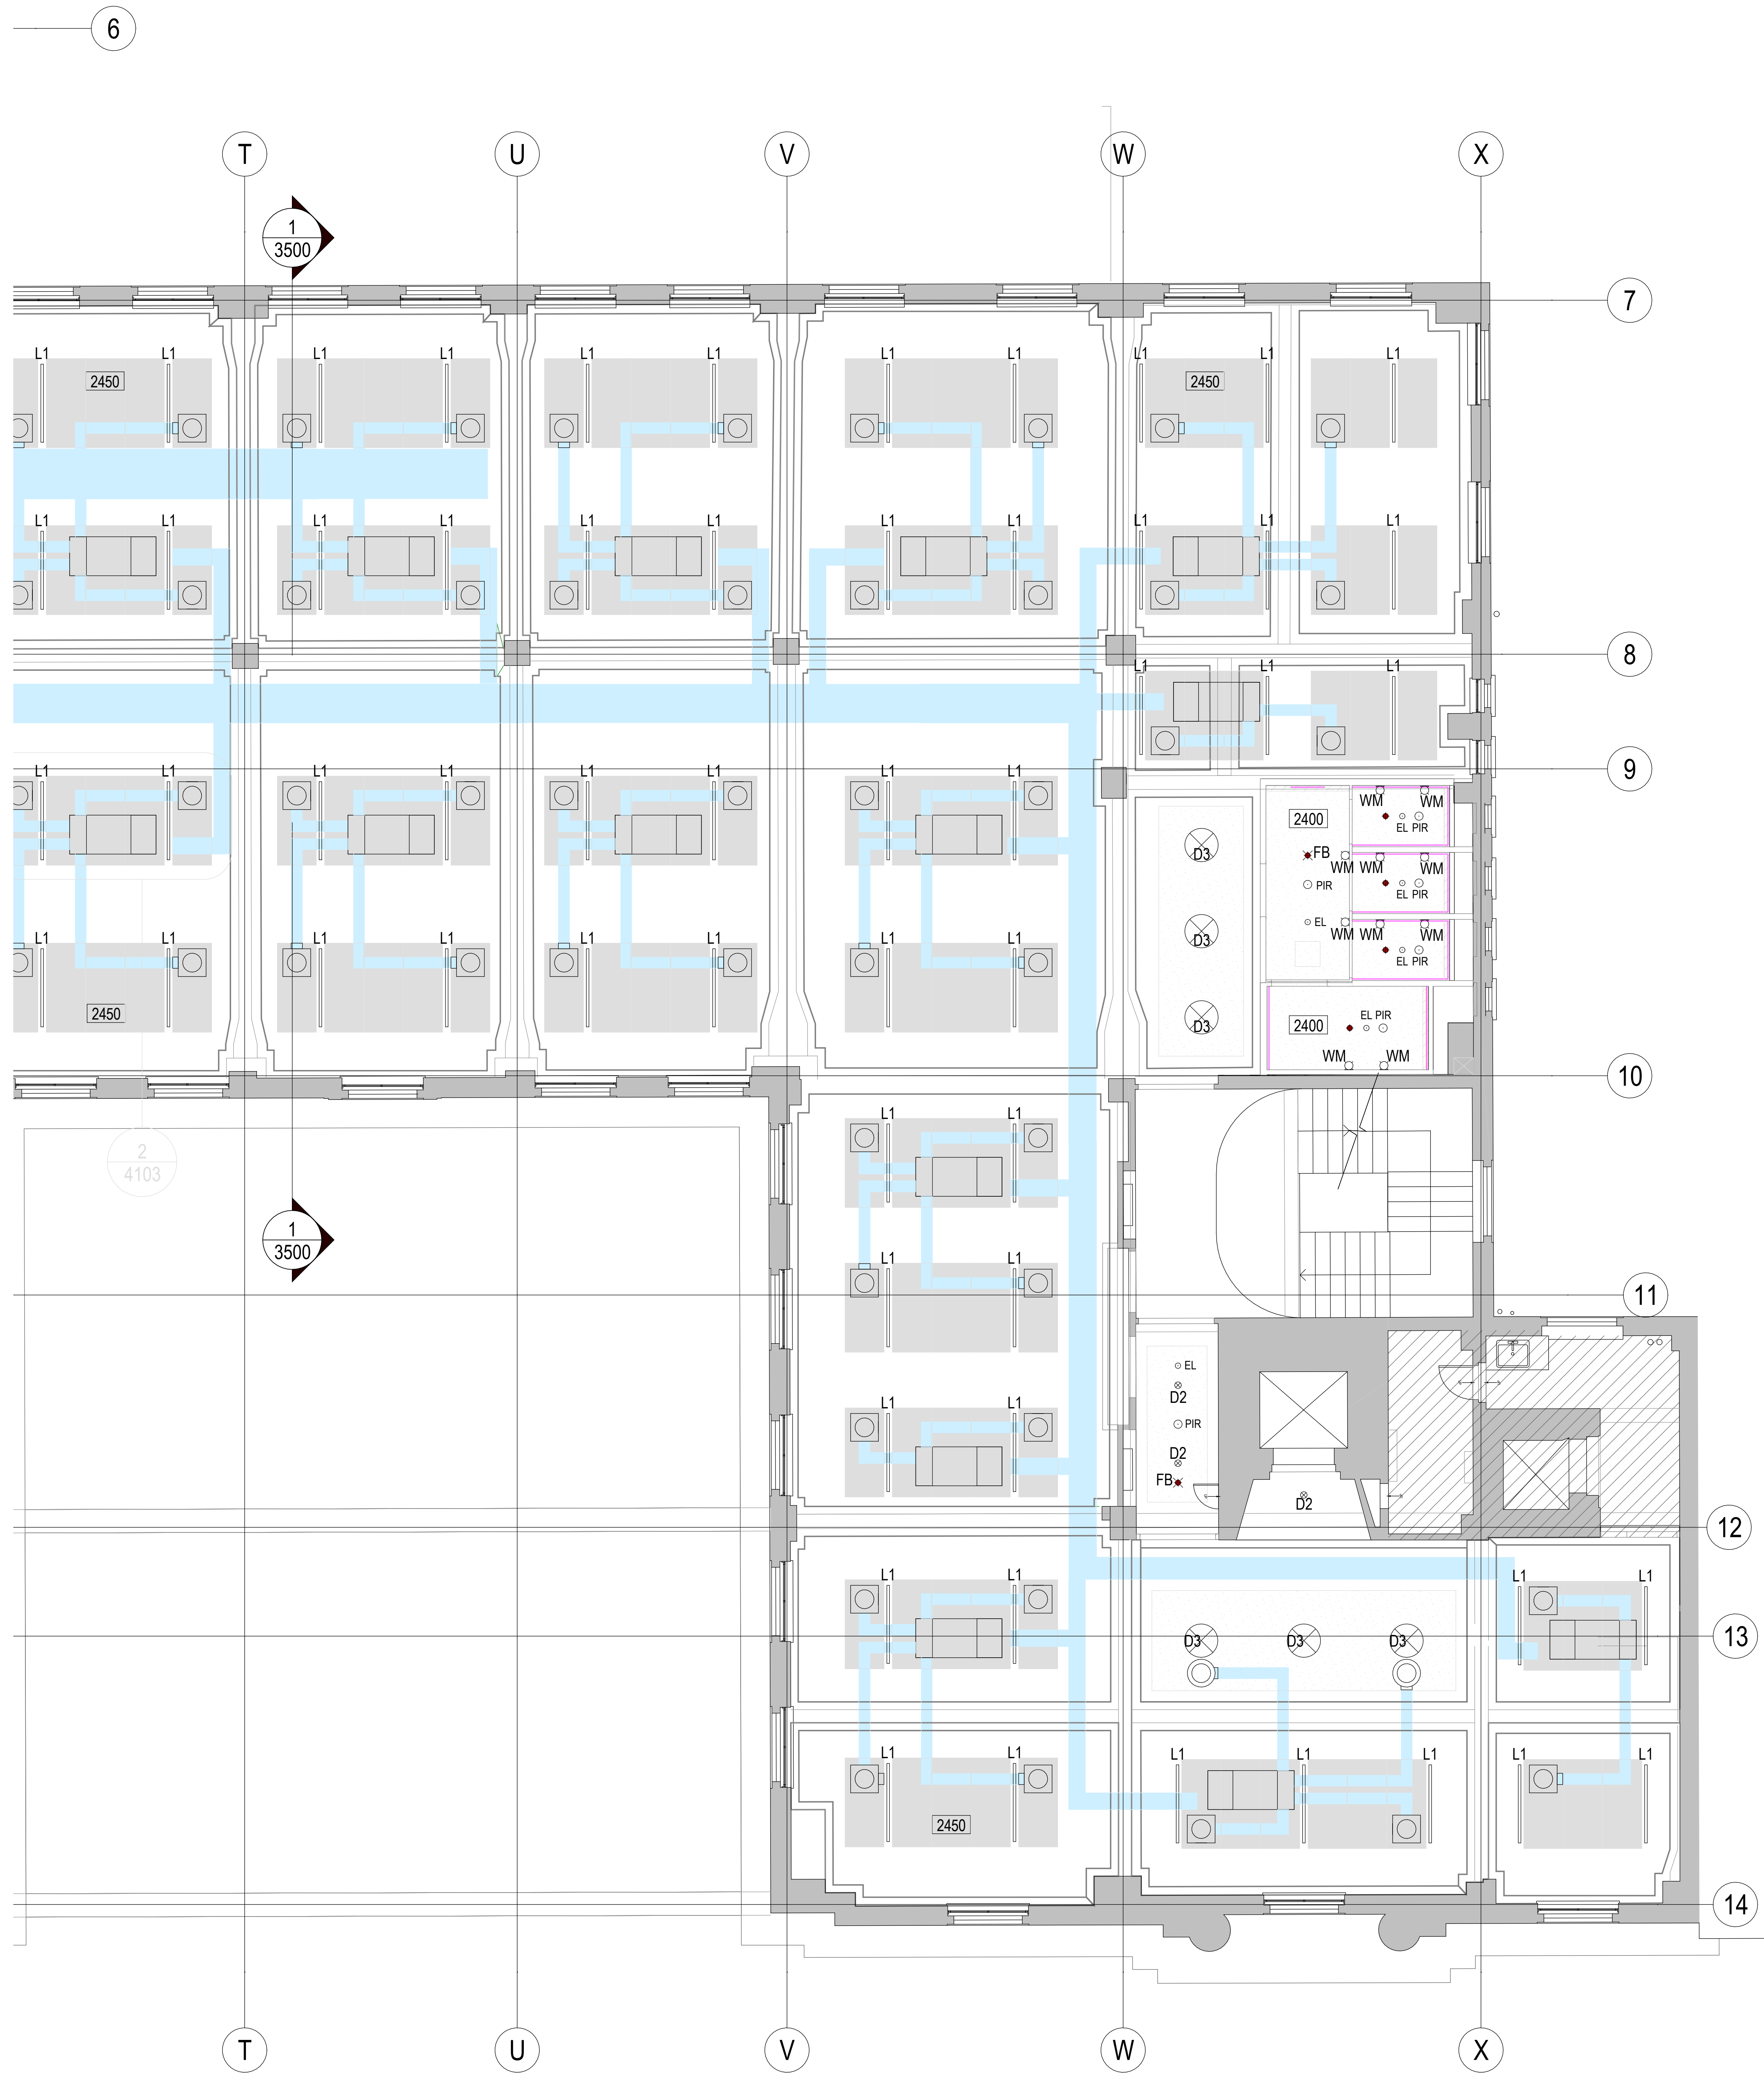 6
T U V W X
1
3500
7
L1 L1 L1 L1 L1 L1 L1 L1 L1 L1 L1
2450 2450
L1 L1 L1 L1 L1 L1 L1 L1 L1 L1 L1
8
L1 L1 L1
9
L1 L1 L1 L1 L1 L1 L1 L1
WM WM
2400
EL PIR
D3
FB
WM WM WM
PIR
EL PIR
EL
WM WM WM
D3
L1 L1 L1 L1 L1 L1 L1 L1
EL PIR
2450
D3
2400
EL PIR
WM WM
10
L1 L1
2
4103
1
3500
L1 L1
11
EL
D2
L1 L1
PIR
D2
FB
D2
12
L1 L1 L1 L1
D3 D3 D3
13
L1 L1 L1 L1 L1 L1 L1
2450
14
T U V W X